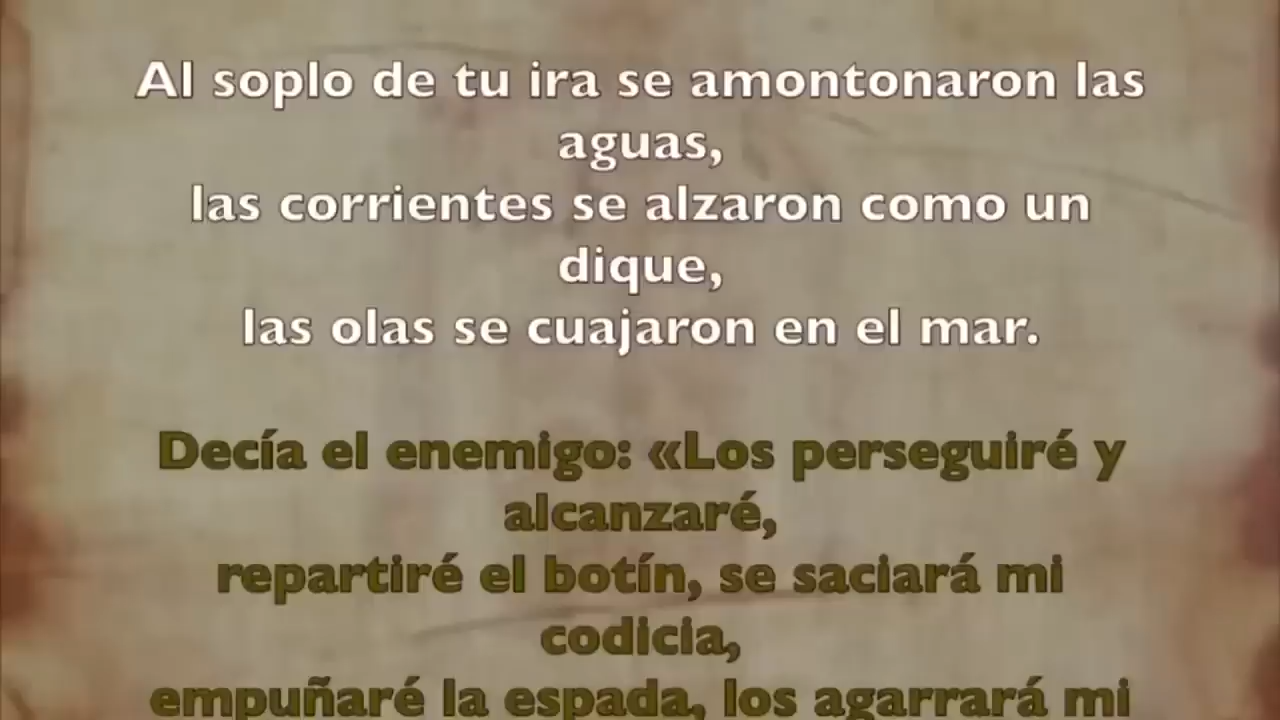 Al soplo de tu ira se amontonaron las
aguas,
las corrientes se alzaron como un
dique,
las olas se cuajaron en el mar.
Decía el enemigo: «Los perseguiré y
alcanzaré,
repartiré el botín, se saciará mi
codicia,
empuñaré la espada, los agarrará mi